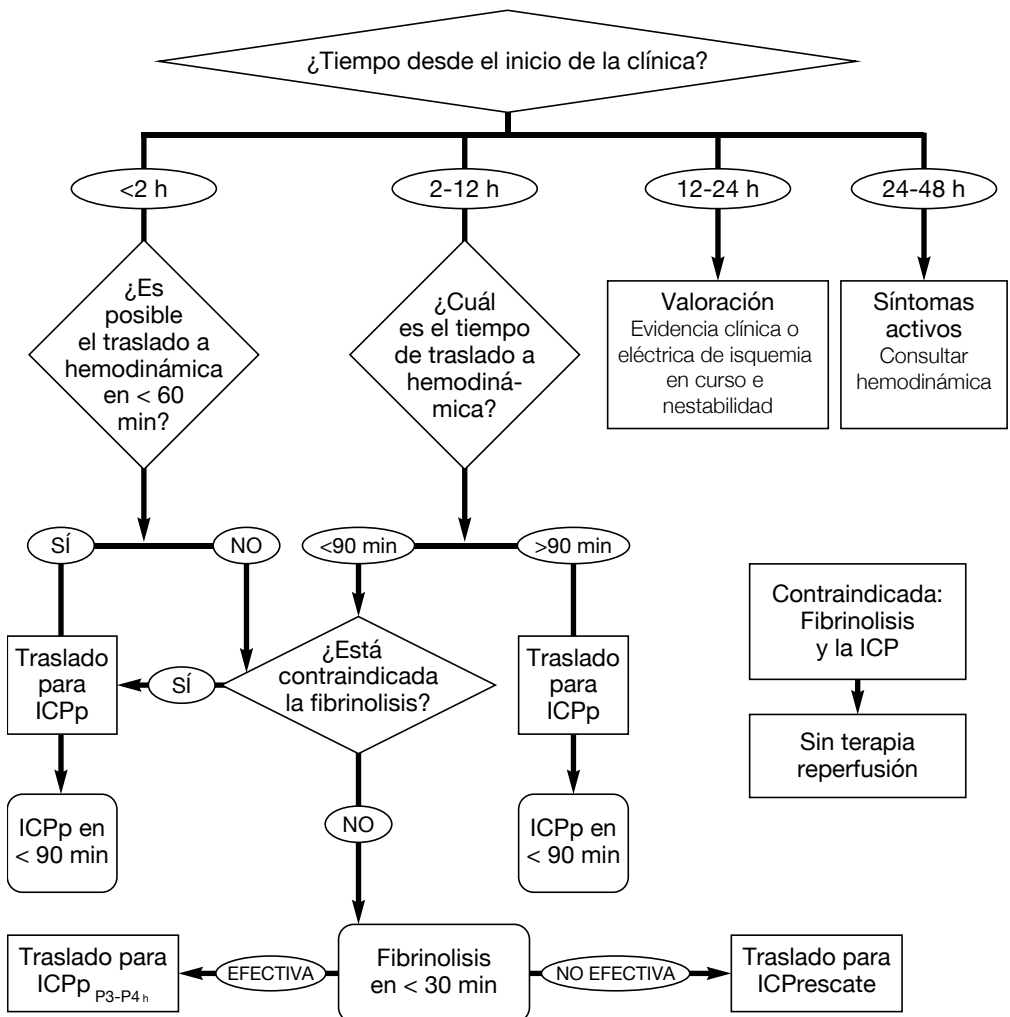 ¿Tiempo desde el inicio de la clínica?
<2 h
2-12 h
12-24 h
24-48 h
¿Es
posible
el traslado a
hemodinámica
en < 60
min?
¿Cuál
es el tiempo
de traslado a
hemodiná-
mica?
Valoración
Evidencia clínica o
eléctrica de isquemia
en curso e
nestabilidad
Síntomas
activos
Consultar
hemodinámica
SÍ
NO
<90 min
>90 min
Traslado
para
ICPp
SÍ
¿Está
contraindicada
la fibrinolisis?
Traslado
para
ICPp
Contraindicada:
Fibrinolisis
y la ICP
Sin terapia
reperfusión
ICPp en
< 90 min
NO
ICPp en
< 90 min
Traslado para
ICPp P3-P4 h
EFECTIVA
Fibrinolisis
en < 30 min
NO EFECTIVA
Traslado para
ICPrescate